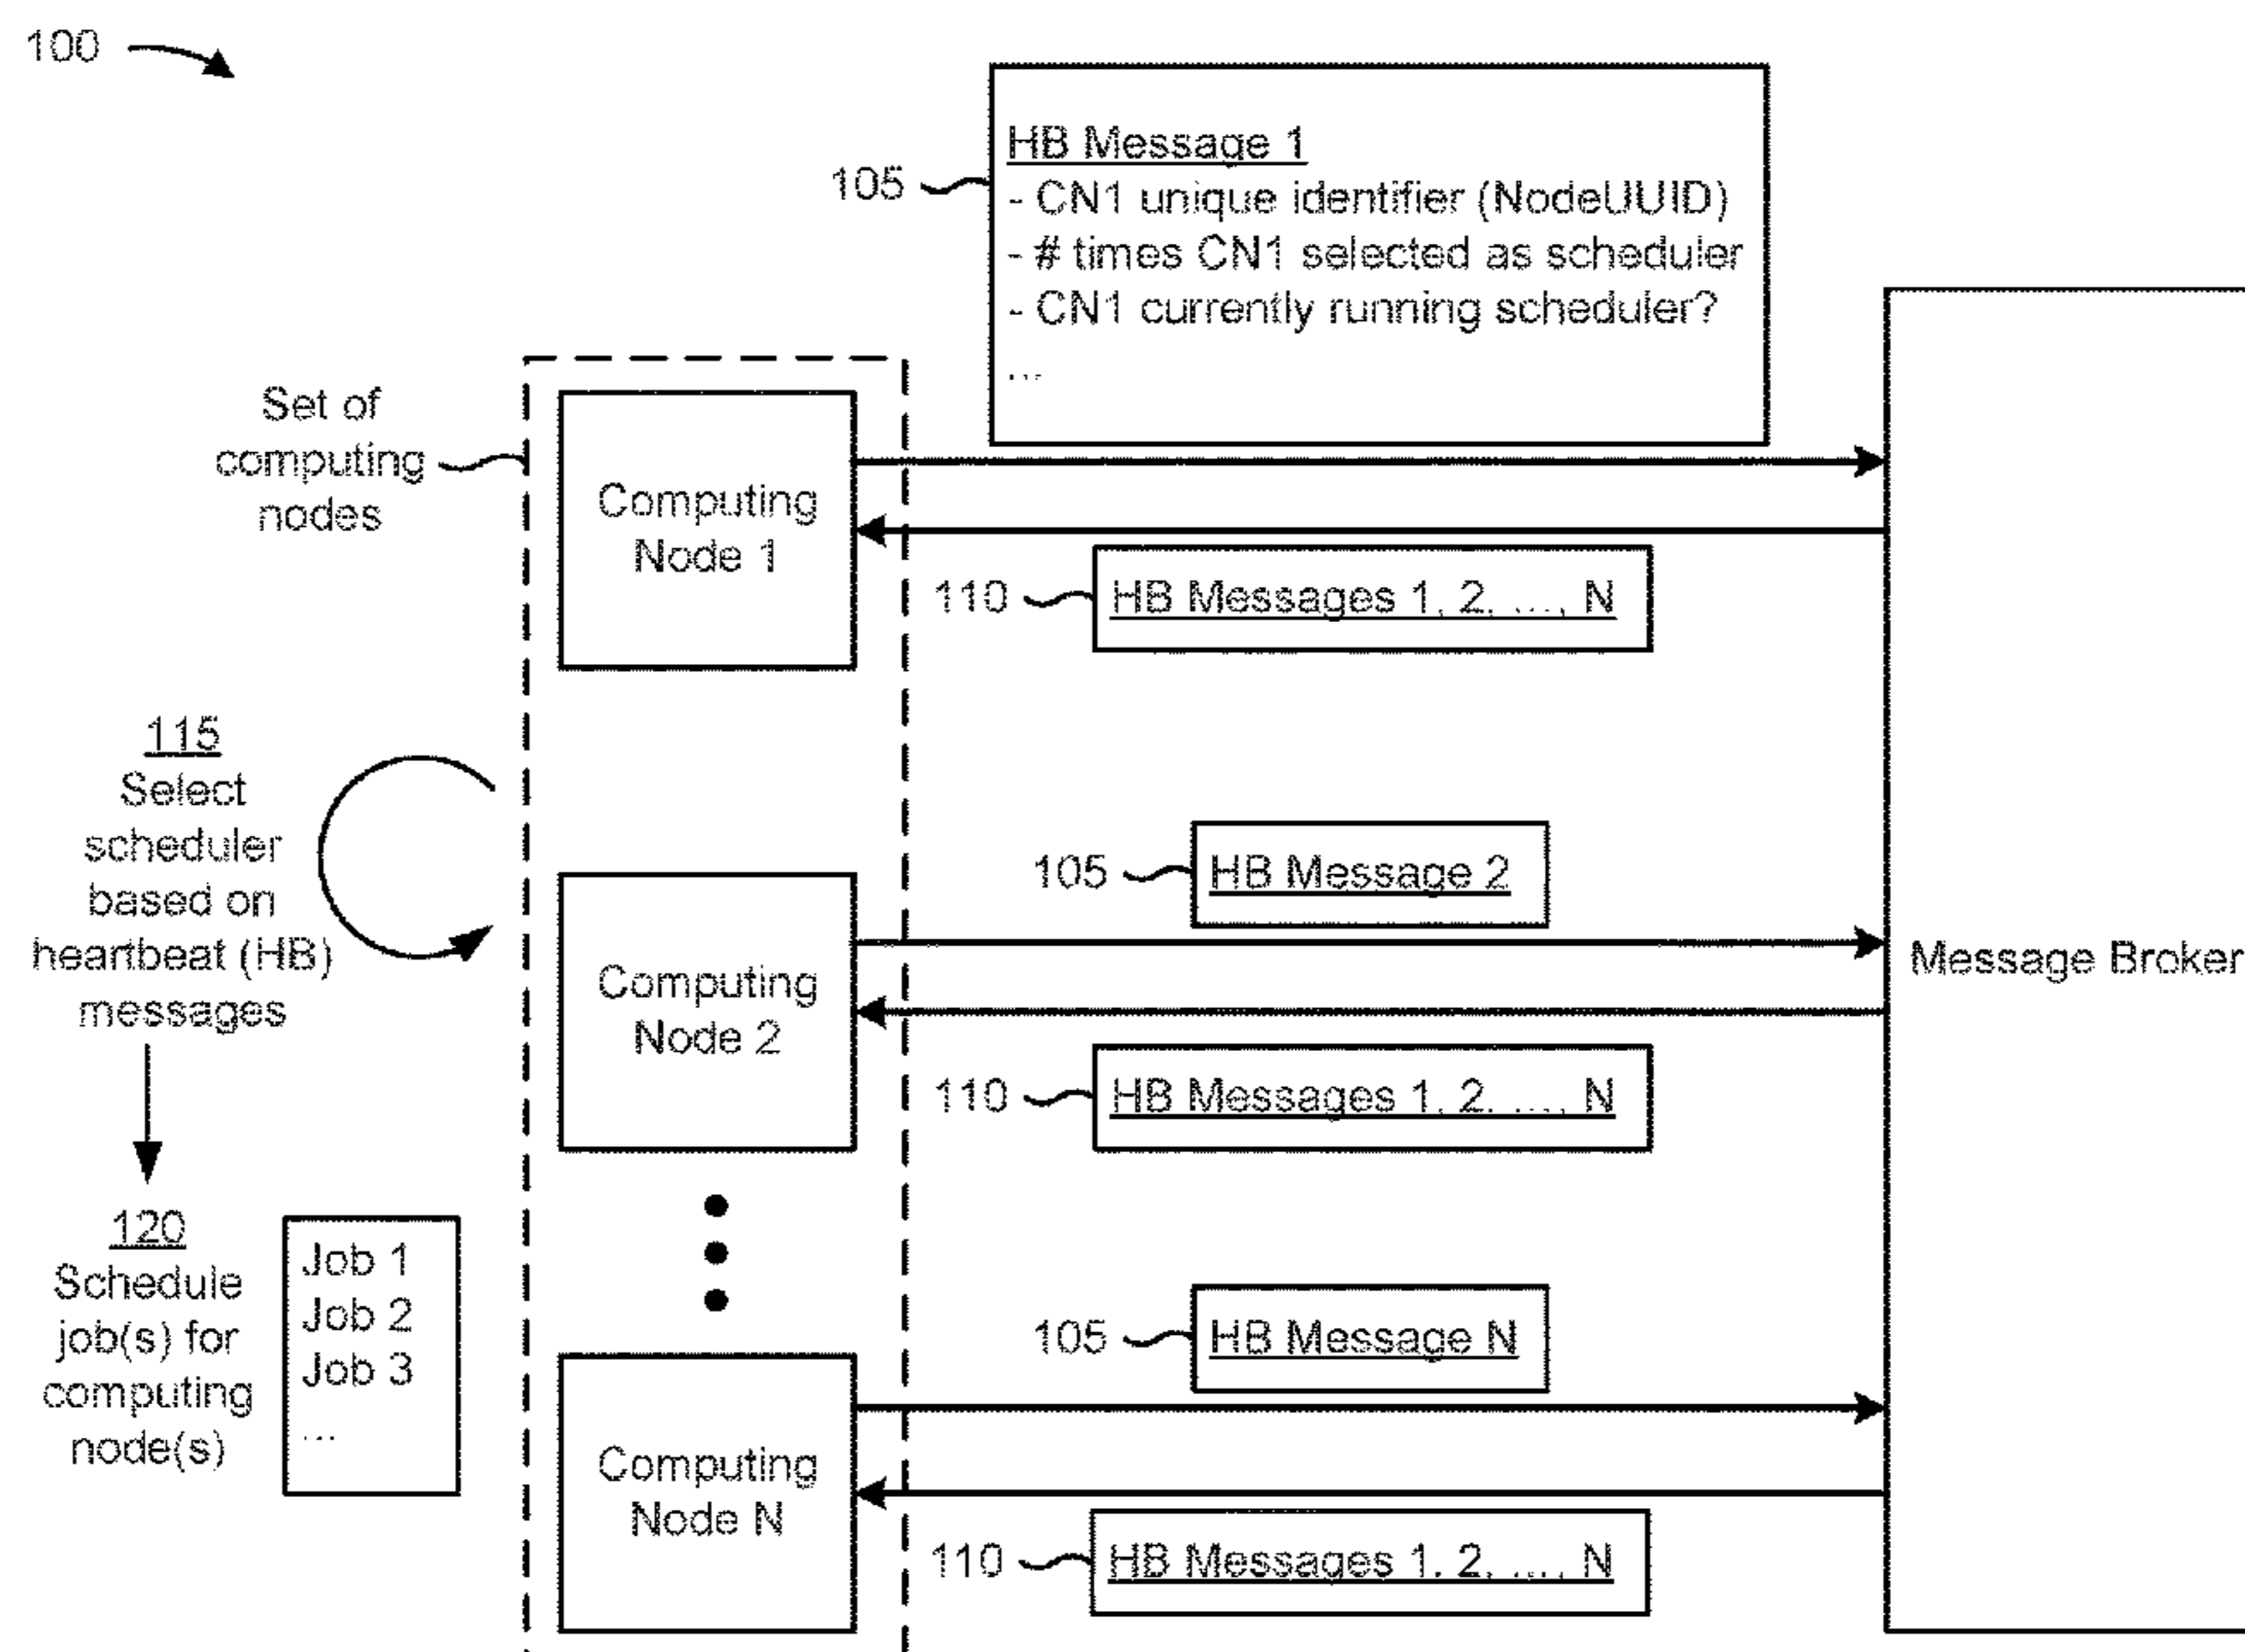 100
HB Message 1
105
- CN1 unique identifier (NodeUUID)
- # times CN1 selected as scheduler
- CN1 currently running scheduler?
...
Set of
computing
nodes
Computing
Node 1
110
HB Messages 1, 2, ..., N
115
Select
scheduler
based on
heartbeat (HB)
messages
105
HB Message 2
Computing
Node 2
Message Broker
110
HB Messages 1, 2, ..., N
120
Schedule
job(s) for
computing
node(s)
Job 1
Job 2
Job 3
...
105
HB Message N
Computing
Node N
110
HB Messages 1, 2, ..., N